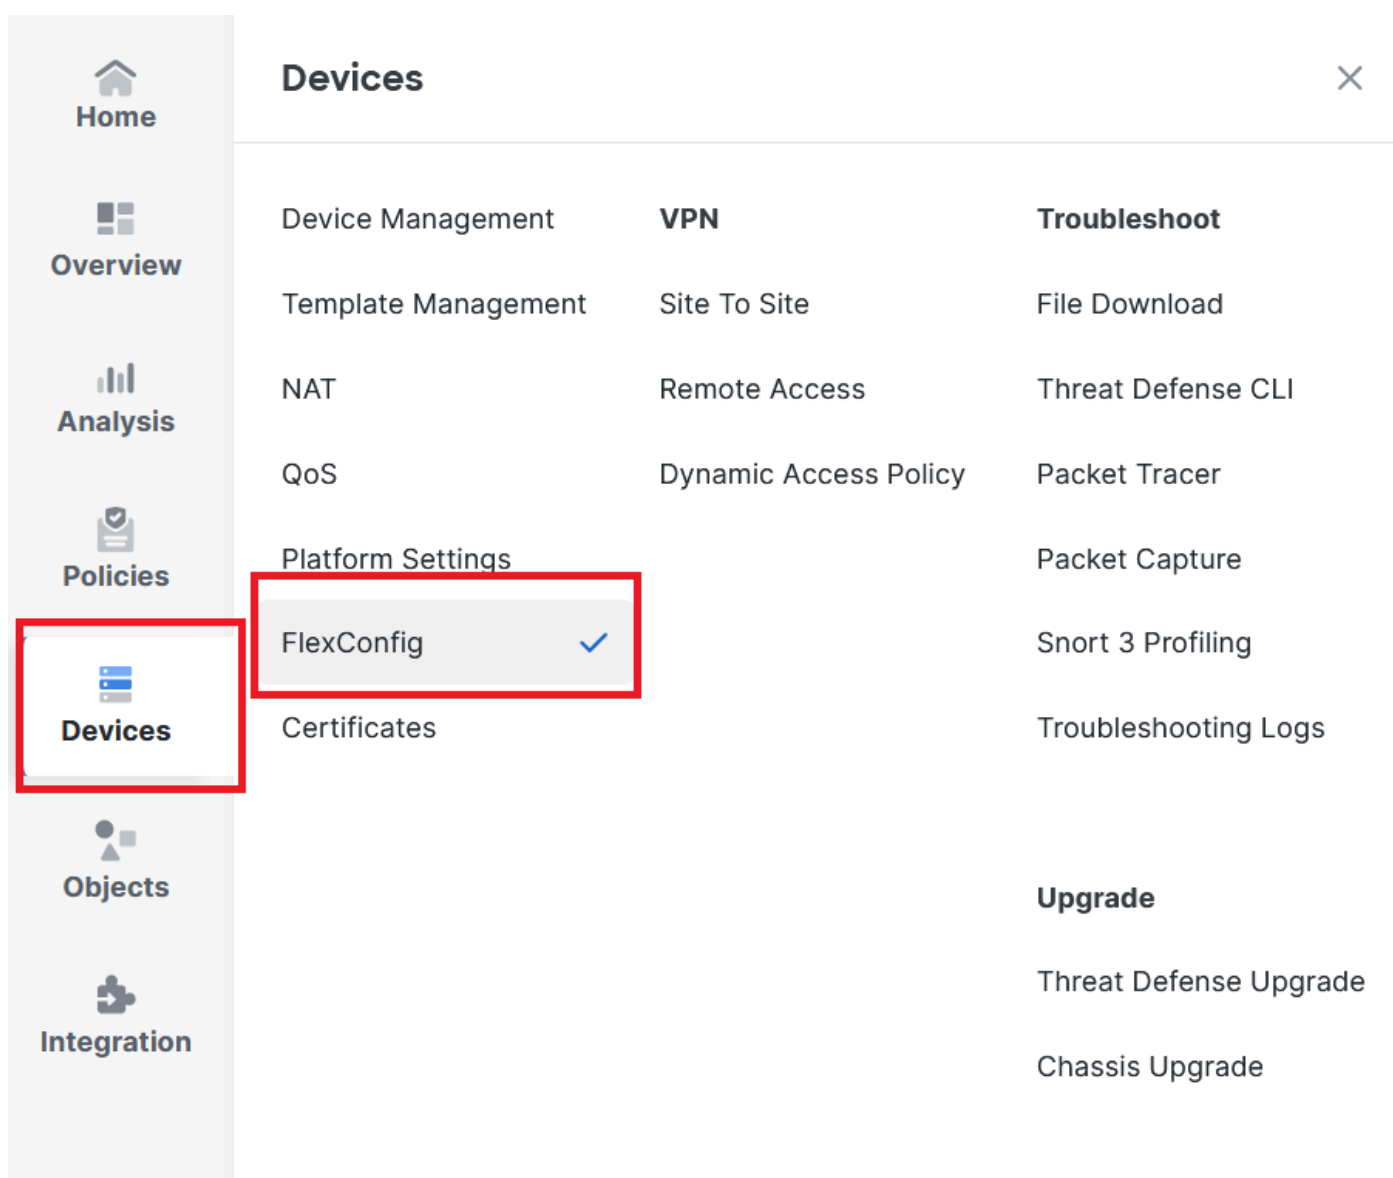 Home
Overview
Analysis
Policies
Devices
Objects
Integration
Devices
Device Management
Template Management
NAT
QoS
Platform Settings
FlexConfig
Certificates
VPN
Site To Site
Remote Access
Dynamic Access Policy
Troubleshoot
File Download
Threat Defense CLI
Packet Tracer
Packet Capture
Snort 3 Profiling
Troubleshooting Logs
Upgrade
Threat Defense Upgrade
Chassis Upgrade